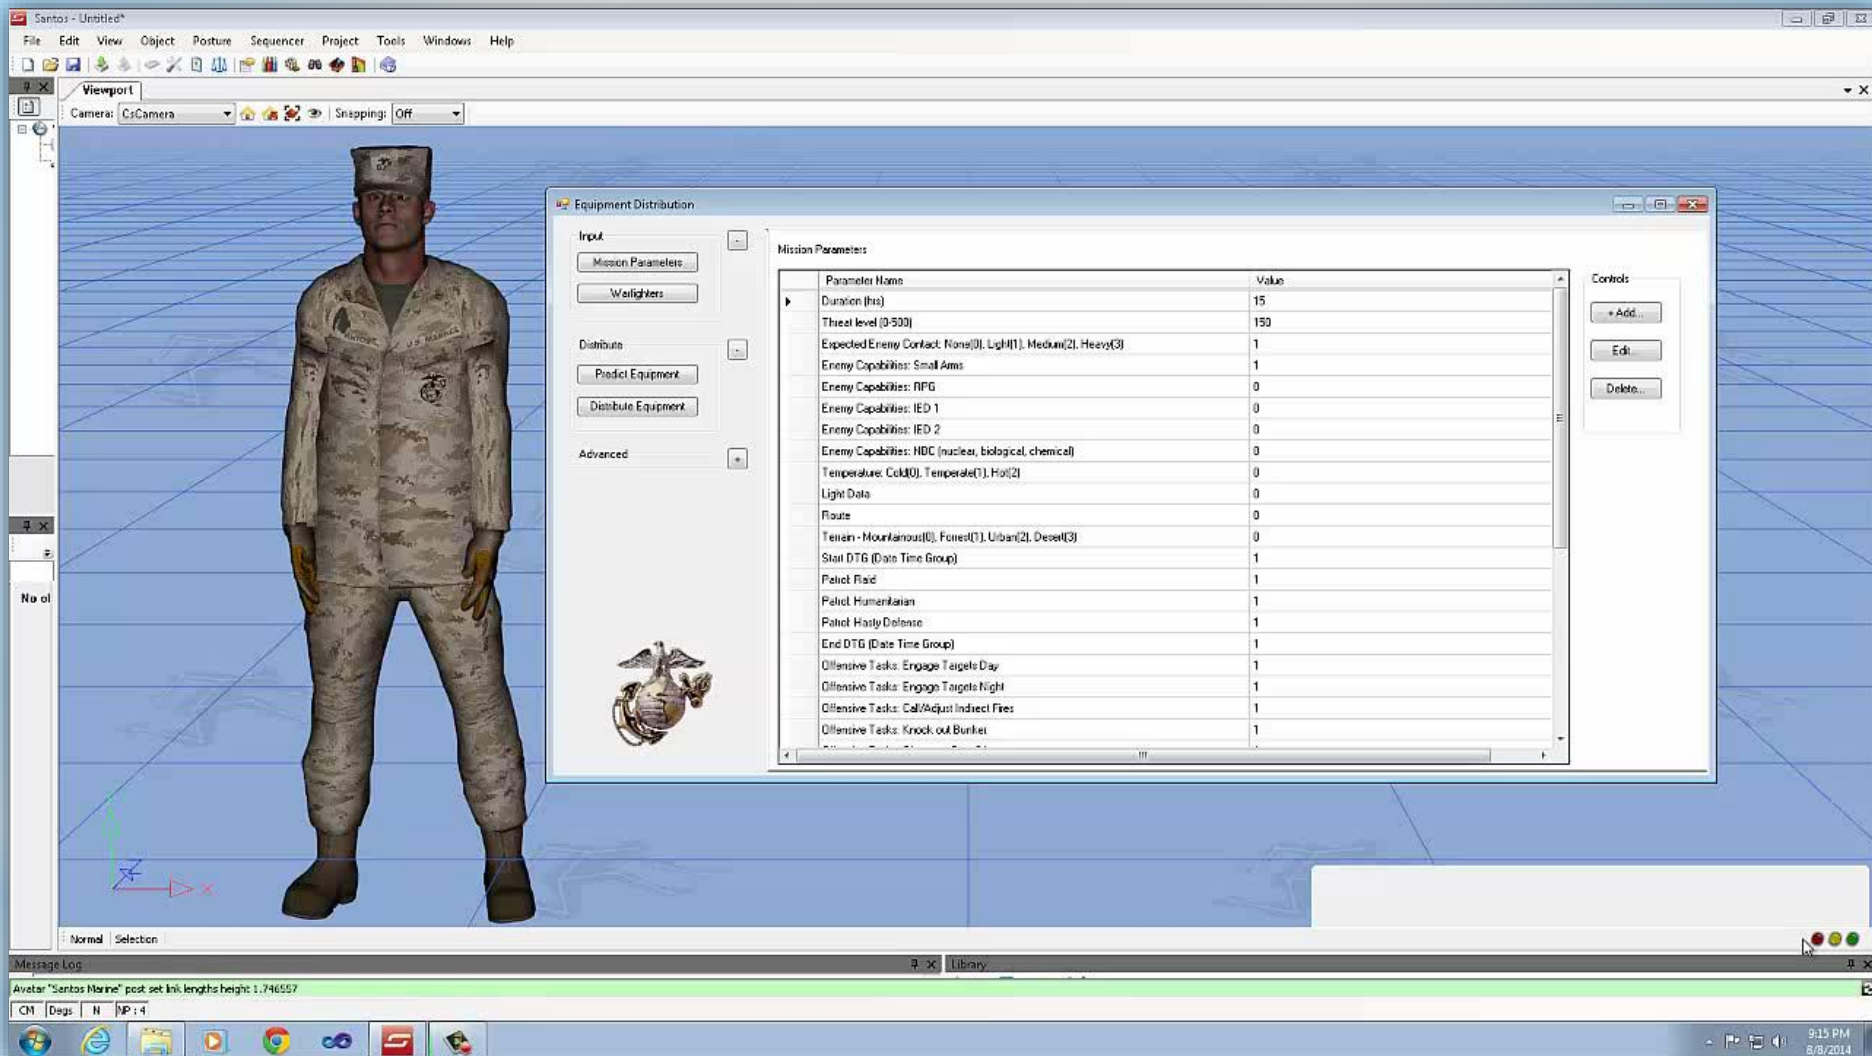 Santos - Untitled*
File Edit View Object Posture Sequencer Project Tools Windows Help
Viewport
Camera: CsCamera Snapping: Off
Equipment Distribution
Input
Mission Parameters
Warfighters
Distribute
Predict Equipment
Distribute Equipment
Advanced
Mission Parameters
Parameter Name Value
Duration (hrs) 15
Threat level (0-500) 150
Expected Enemy Contact: None(0), Light(1), Medium(2), Heavy(3) 1
Enemy Capabilities: Small Arms 1
Enemy Capabilities: RPG 0
Enemy Capabilities: IED 1 0
Enemy Capabilities: IED 2 0
Enemy Capabilities: NBC (nuclear, biological, chemical) 0
Temperature: Cold(0), Temperate(1), Hot(2) 0
Light Data 0
Route 0
Terrain - Mountainous(0), Forrest(1), Urban(2), Desert(3) 0
Start DTG (Date Time Group) 1
Patrol: Raid 1
Patrol: Humanitarian 1
Patrol: Hasty Defense 1
End DTG (Date Time Group) 1
Offensive Tasks: Engage Targets Day 1
Offensive Tasks: Engage Targets Night 1
Offensive Tasks: Call/Adjust Indirect Fires 1
Offensive Tasks: Knock out Bunker 1
Controls
+ Add...
Edit...
Delete...
U.S. MARINES
No ol
X
Normal Selection
Message Log
Library
Avatar "Santos Marine" post set link lengths height 1.746557
CM Degs N NP : 4
9:15 PM
8/8/2014